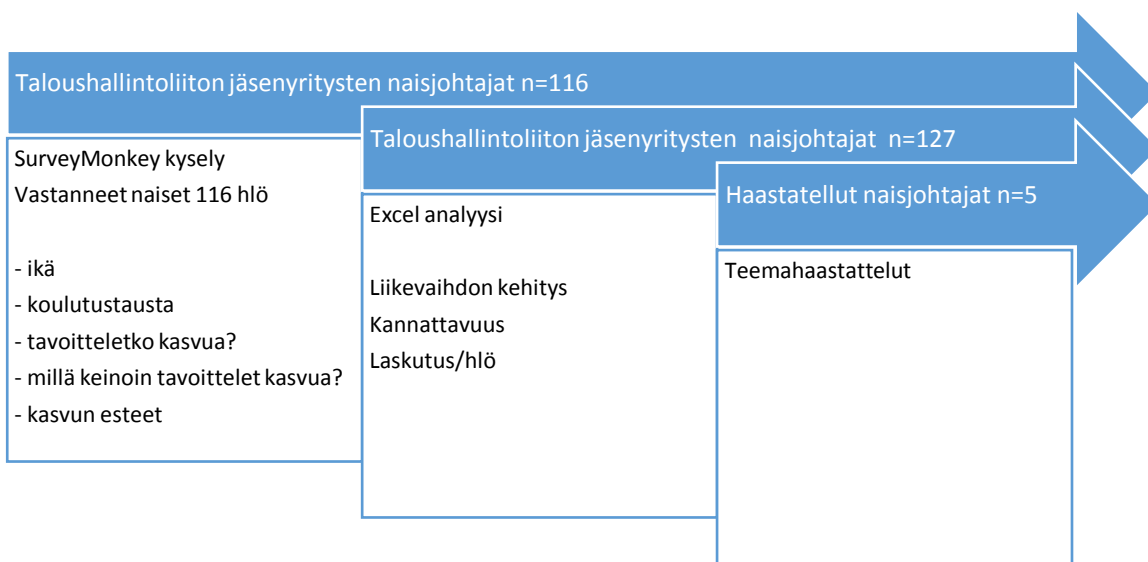 Taloushallintoliiton jäsenyritysten naisjohtajat n=116
SurveyMonkey kysely
Vastanneet naiset 116 hlö
- ikä
- koulutustausta
- tavoitteletko kasvua?
- millä keinoin tavoittelet kasvua?
- kasvun esteet
Taloushallintoliiton jäsenyritysten naisjohtajat n=127
Excel analyysi
Liikevaihdon kehitys
Kannattavuus
Laskutus/hlö
Haastatellut naisjohtajat n=5
Teemahaastattelut